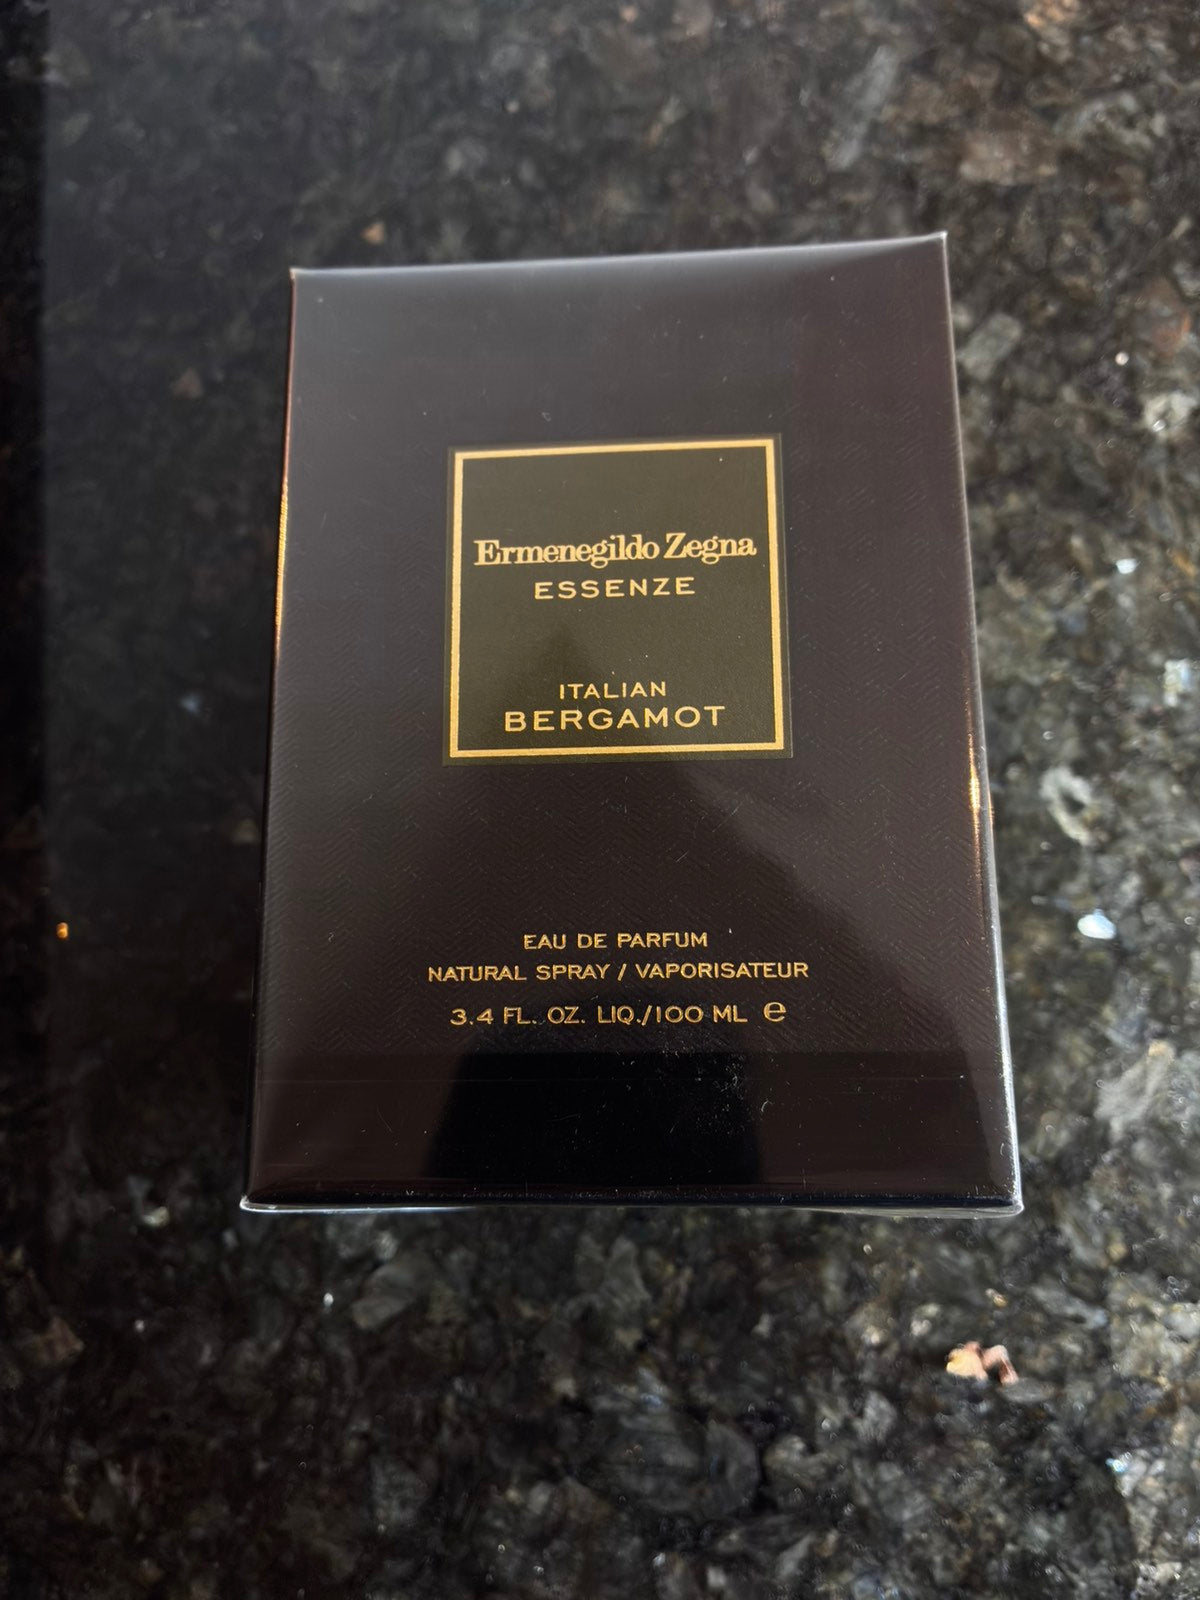 Ermenegildo Zegna
ESSENZE
ITALIAN
BERGAMOT
EAU DE PARFUM
NATURAL SPRAY / VAPORISATEUR
3.4 FL. OZ. LIQ./100 ML ℮